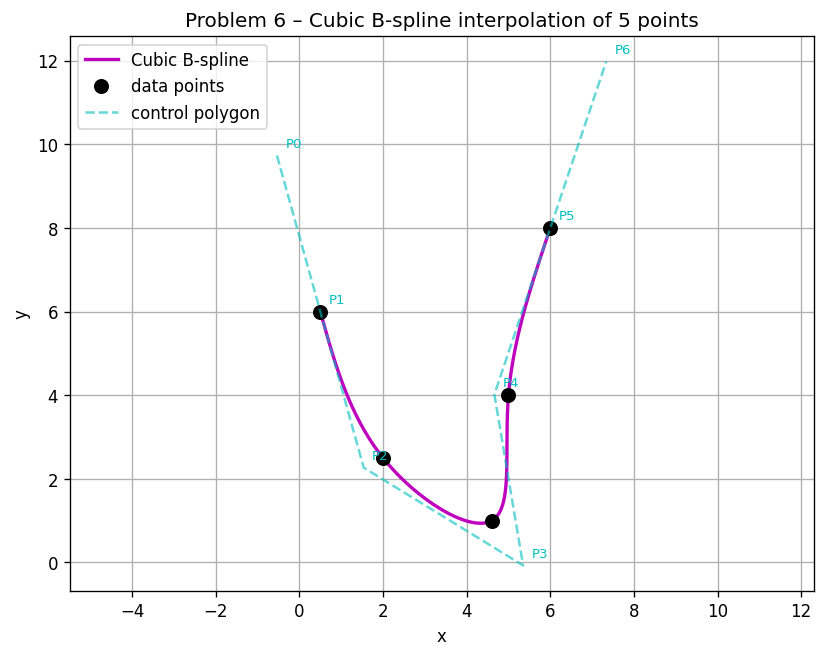 Problem 6 – Cubic B-spline interpolation of 5 points
Cubic B-spline
data points
control polygon
P6
P0
P5
P1
P4
P2
P3
12
10
8
6
4
2
0
y
−4
−2
0
2
4
6
8
10
12
x